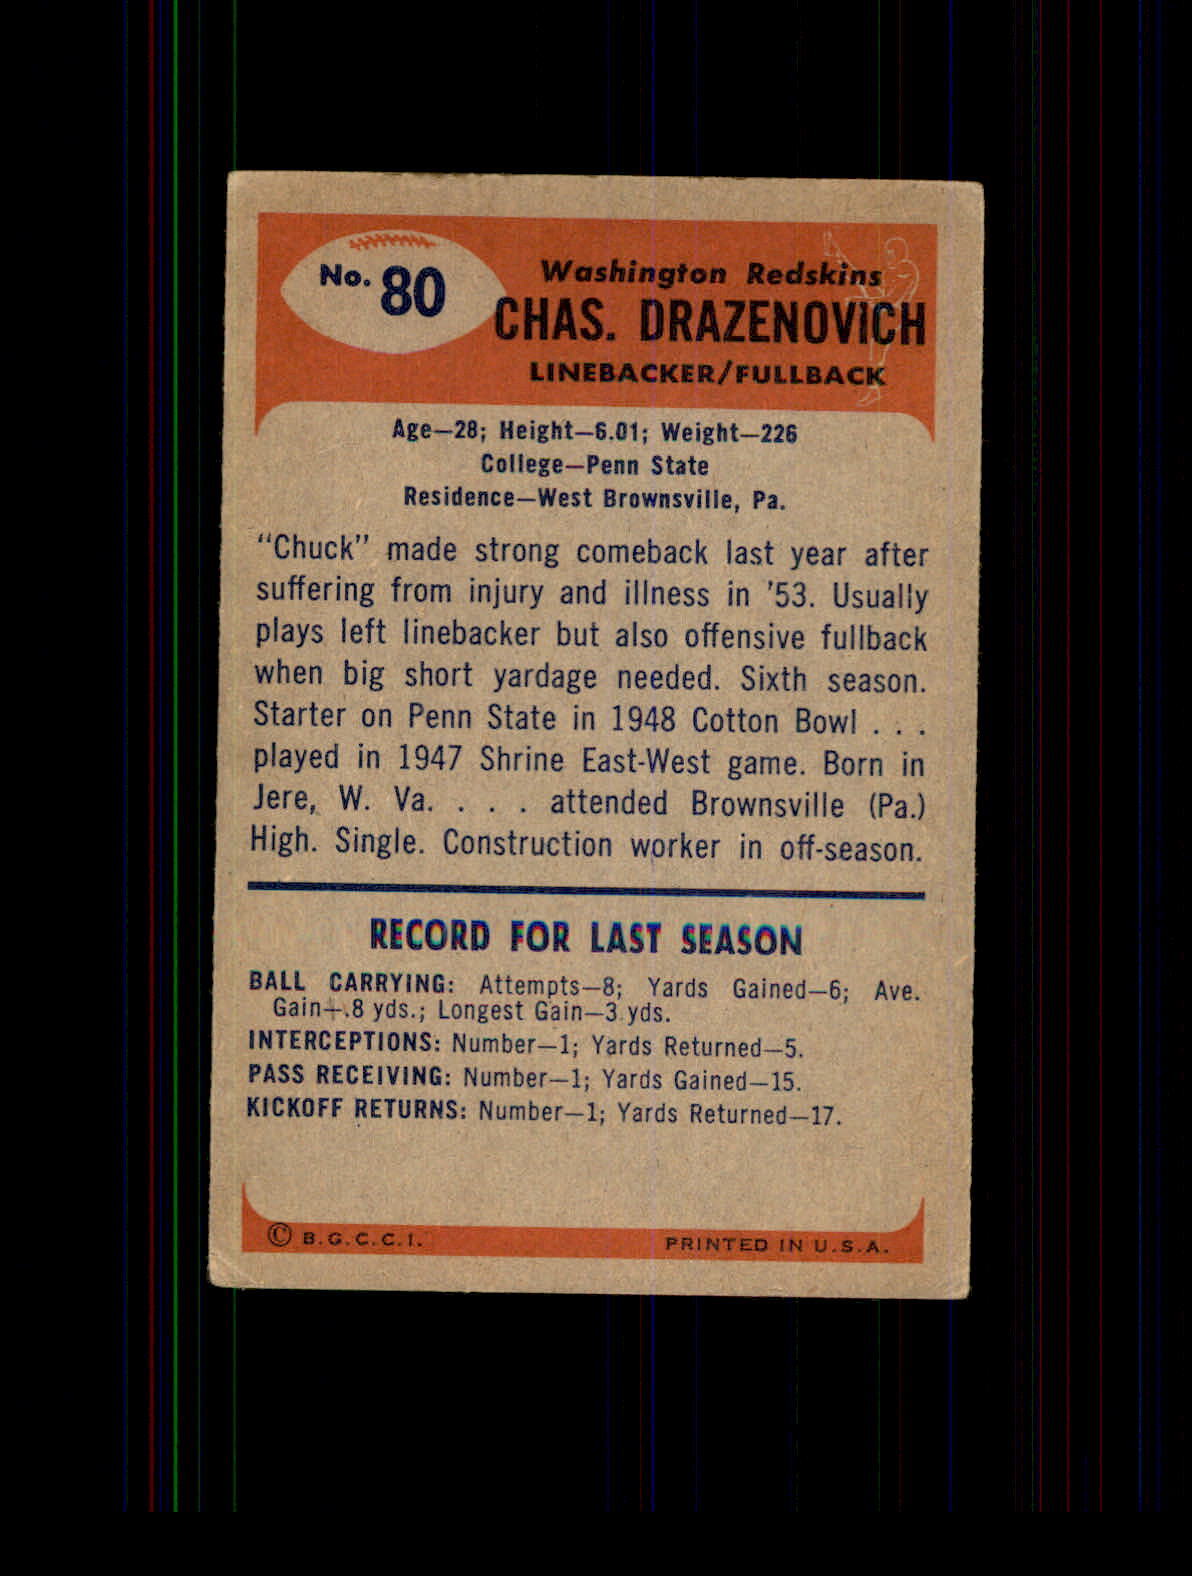 No. 80
Washington Redskins
CHAS. DRAZENOVICH
LINEBACKER/FULLBACK
Age—28; Height—6.01; Weight—226
College—Penn State
Residence—West Brownsville, Pa.
"Chuck" made strong comeback last year after
suffering from injury and illness in '53. Usually
plays left linebacker but also offensive fullback
when big short yardage needed. Sixth season.
Starter on Penn State in 1948 Cotton Bowl . . .
played in 1947 Shrine East-West game. Born in
Jere, W. Va. . . . attended Brownsville (Pa.)
High. Single. Construction worker in off-season.
RECORD FOR LAST SEASON
BALL CARRYING: Attempts—8; Yards Gained—6; Ave.
Gain—.8 yds.; Longest Gain—3 yds.
INTERCEPTIONS: Number—1; Yards Returned—5.
PASS RECEIVING: Number—1; Yards Gained—15.
KICKOFF RETURNS: Number—1; Yards Returned—17.
© B.G.C.C.I. PRINTED IN U.S.A.